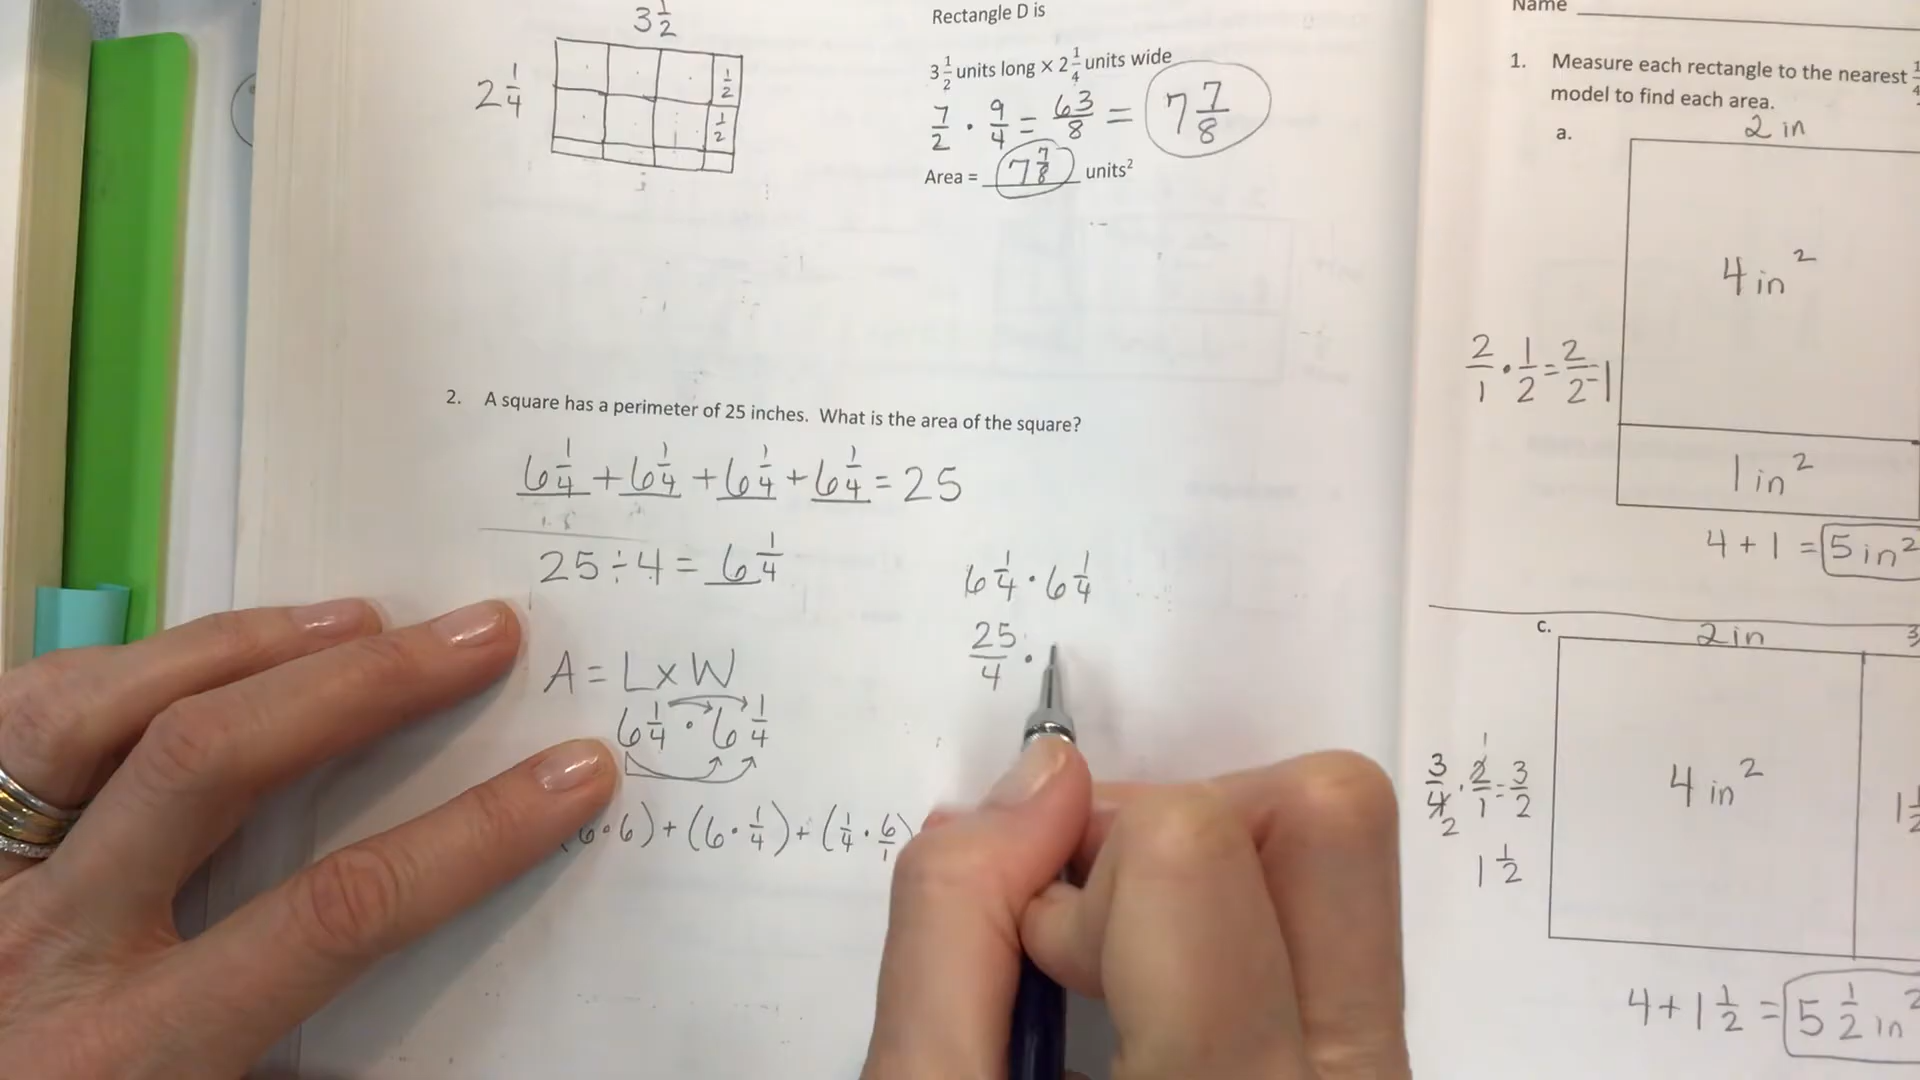 3 1/2
2 1/4
1/2
1/2
Rectangle D is
3 1/2 units long × 2 1/4 units wide
7/2 · 9/4 = 63/8 = 7 7/8
Area = 7 7/8 units²
2. A square has a perimeter of 25 inches. What is the area of the square?
6 1/4 + 6 1/4 + 6 1/4 + 6 1/4 = 25
25 ÷ 4 = 6 1/4
A = L x W
6 1/4 · 6 1/4
(6·6) + (6·1/4) + (1/4 · 6/1)
6 1/4 · 6 1/4
25/4 ·
Name
1. Measure each rectangle to the nearest 1/4
model to find each area.
a.
2 in
4 in²
2/1 · 1/2 = 2/2 - 1
1 in²
4 + 1 = 5 in²
c.
2 in
3/4 · 2/1 = 3/2
2
1
1 1/2
4 in²
4 + 1 1/2 = 5 1/2 in²